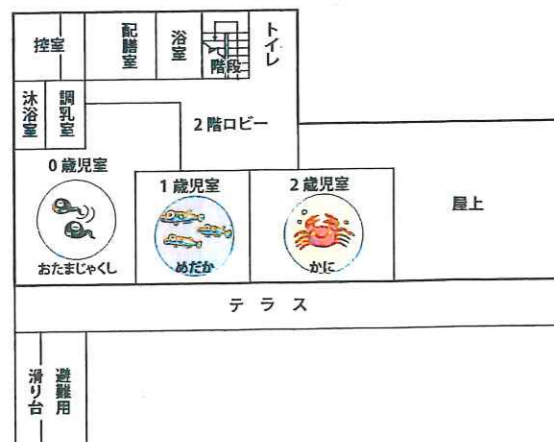 控室
配膳室
浴室
階段
トイレ
沐浴室
調乳室
2階ロビー
0歳児室
おたまじゃくし
1歳児室
めだか
2歳児室
かに
屋上
テラス
滑り台
避難用